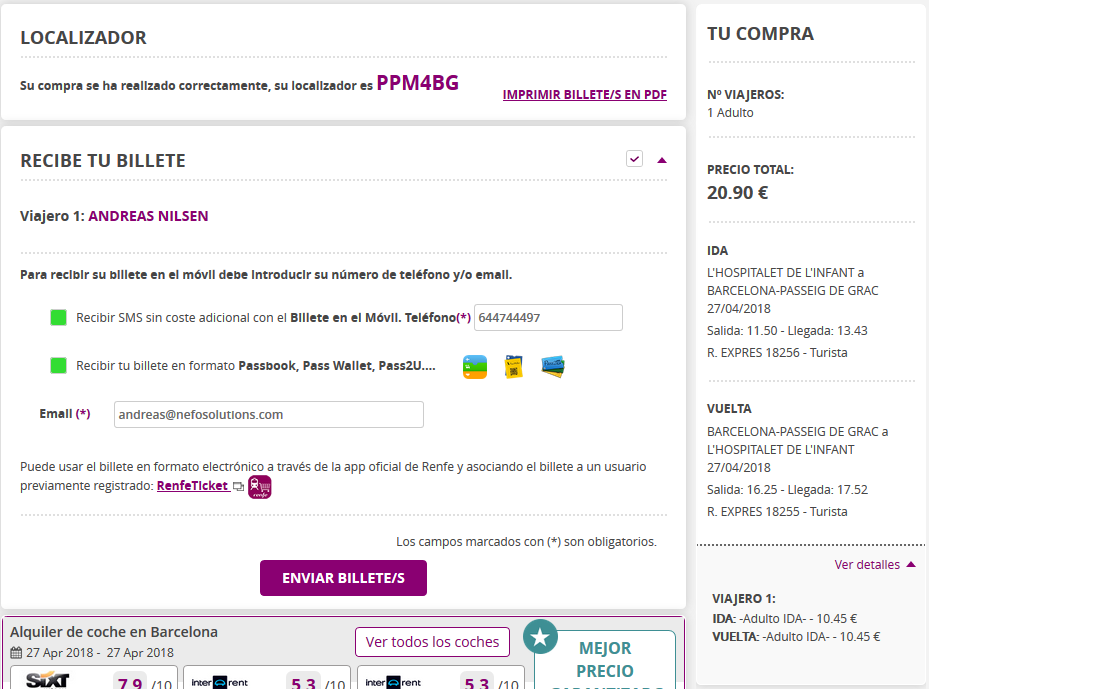 LOCALIZADOR
Su compra se ha realizado correctamente, su localizador es PPM4BG
IMPRIMIR BILLETE/S EN PDF
RECIBE TU BILLETE
Viajero 1: ANDREAS NILSEN
Para recibir su billete en el móvil debe introducir su número de teléfono y/o email.
Recibir SMS sin coste adicional con el Billete en el Móvil. Teléfono(*) 644744497
Recibir tu billete en formato Passbook, Pass Wallet, Pass2U....
Email (*) andreas@nefosolutions.com
Puede usar el billete en formato electrónico a través de la app oficial de Renfe y asociando el billete a un usuario
previamente registrado: RenfeTicket renfe
Los campos marcados con (*) son obligatorios.
ENVIAR BILLETE/S
Alquiler de coche en Barcelona
27 Apr 2018 - 27 Apr 2018
Ver todos los coches
SIXT 7.9 /10
interrent 5.3 /10
interrent 5.3 /10
MEJOR
PRECIO
GARANTIZADO
TU COMPRA
Nº VIAJEROS:
1 Adulto
PRECIO TOTAL:
20.90 €
IDA
L'HOSPITALET DE L'INFANT a
BARCELONA-PASSEIG DE GRAC
27/04/2018
Salida: 11.50 - Llegada: 13.43
R. EXPRES 18256 - Turista
VUELTA
BARCELONA-PASSEIG DE GRAC a
L'HOSPITALET DE L'INFANT
27/04/2018
Salida: 16.25 - Llegada: 17.52
R. EXPRES 18255 - Turista
Ver detalles
VIAJERO 1:
IDA: -Adulto IDA- - 10.45 €
VUELTA: -Adulto IDA- - 10.45 €